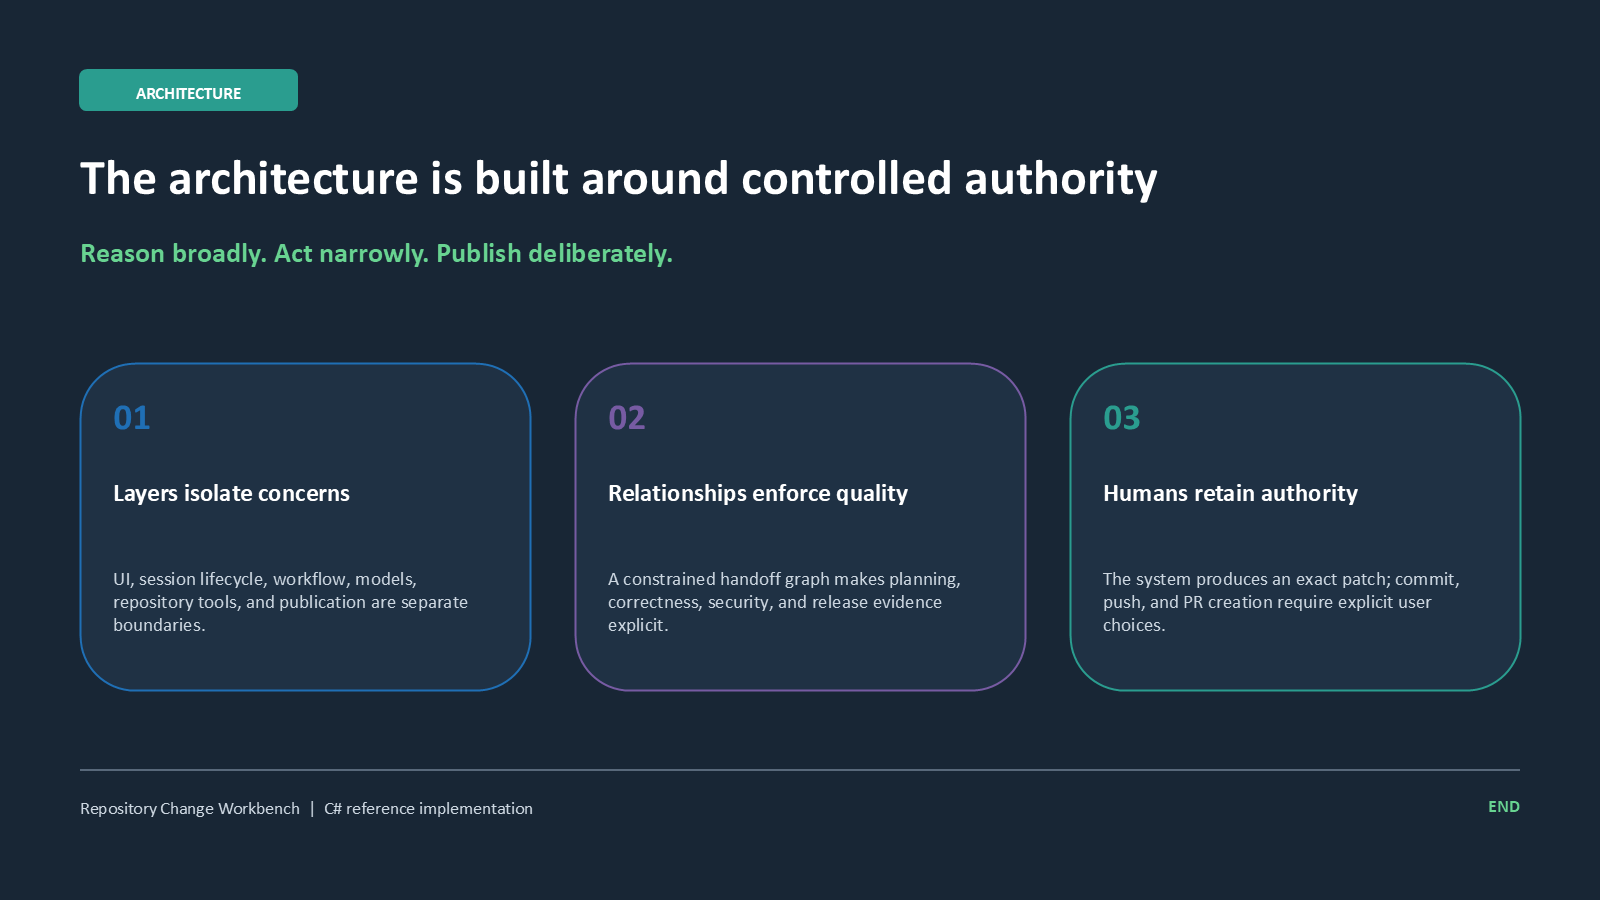 ARCHITECTURE
The architecture is built around controlled authority
Reason broadly. Act narrowly. Publish deliberately.
01
Layers isolate concerns
UI, session lifecycle, workflow, models,
repository tools, and publication are separate
boundaries.
02
Relationships enforce quality
A constrained handoff graph makes planning,
correctness, security, and release evidence
explicit.
03
Humans retain authority
The system produces an exact patch; commit,
push, and PR creation require explicit user
choices.
Repository Change Workbench | C# reference implementation
END